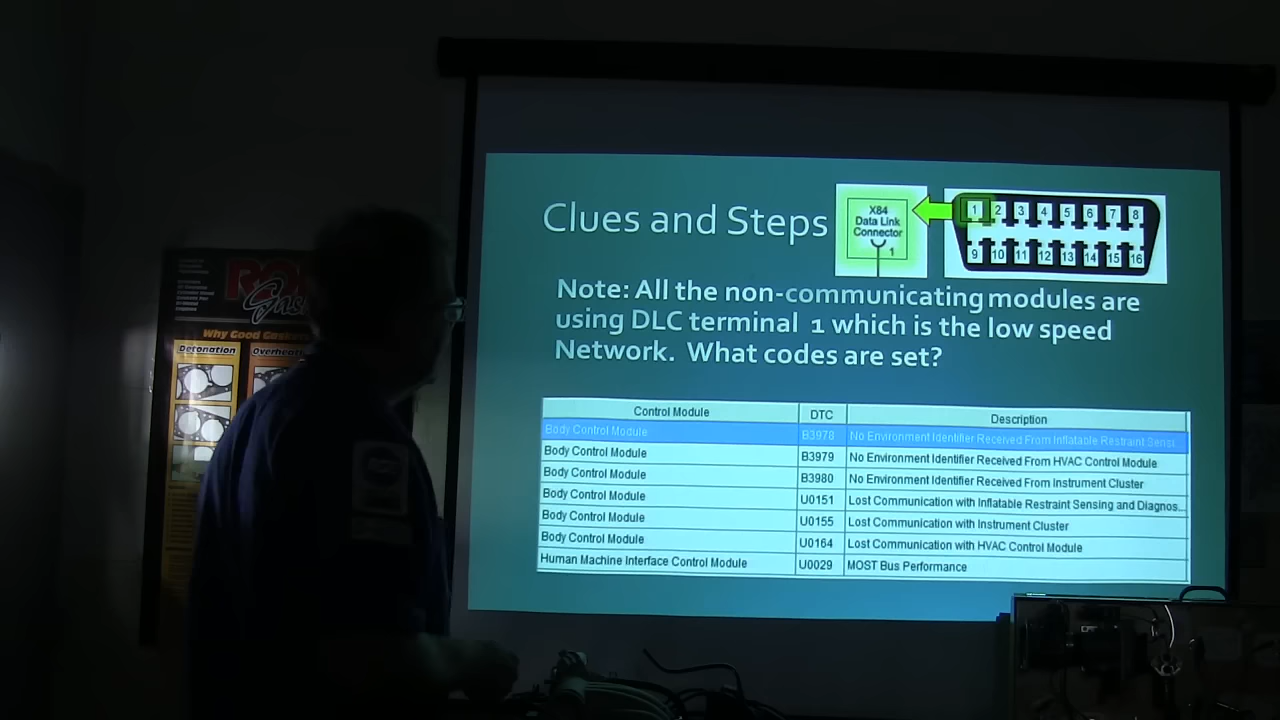 Clues and Steps
X84
Data Link
Connector
1
1 2 3 4 5 6 7 8
9 10 11 12 13 14 15 16
Note: All the non-communicating modules are
using DLC terminal 1 which is the low speed
Network. What codes are set?
Control Module DTC Description
Body Control Module B3978 No Environment Identifier Received From Inflatable Restraint Sensi...
Body Control Module B3979 No Environment Identifier Received From HVAC Control Module
Body Control Module B3980 No Environment Identifier Received From Instrument Cluster
Body Control Module U0151 Lost Communication with Inflatable Restraint Sensing and Diagnos...
Body Control Module U0155 Lost Communication with Instrument Cluster
Body Control Module U0164 Lost Communication with HVAC Control Module
Human Machine Interface Control Module U0029 MOST Bus Performance
Why Good Gaskets
Detonation Overheat